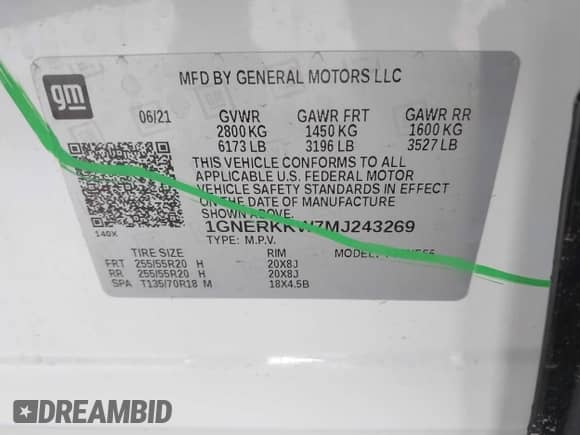 gm
MFD BY GENERAL MOTORS LLC
06/21 GVWR GAWR FRT GAWR RR
2800 KG 1450 KG 1600 KG
6173 LB 3196 LB 3527 LB
THIS VEHICLE CONFORMS TO ALL
APPLICABLE U.S. FEDERAL MOTOR
VEHICLE SAFETY STANDARDS IN EFFECT
ON THE DATE OF MANUFACTURE
SHOWN ABOVE.
140X 1GNERKKW7MJ243269
TYPE: M.P.V. MODEL:
TIRE SIZE RIM
FRT 255/55R20 H 20X8J
RR 255/55R20 H 20X8J
SPA T135/70R18 M 18X4.5B
DREAMBID